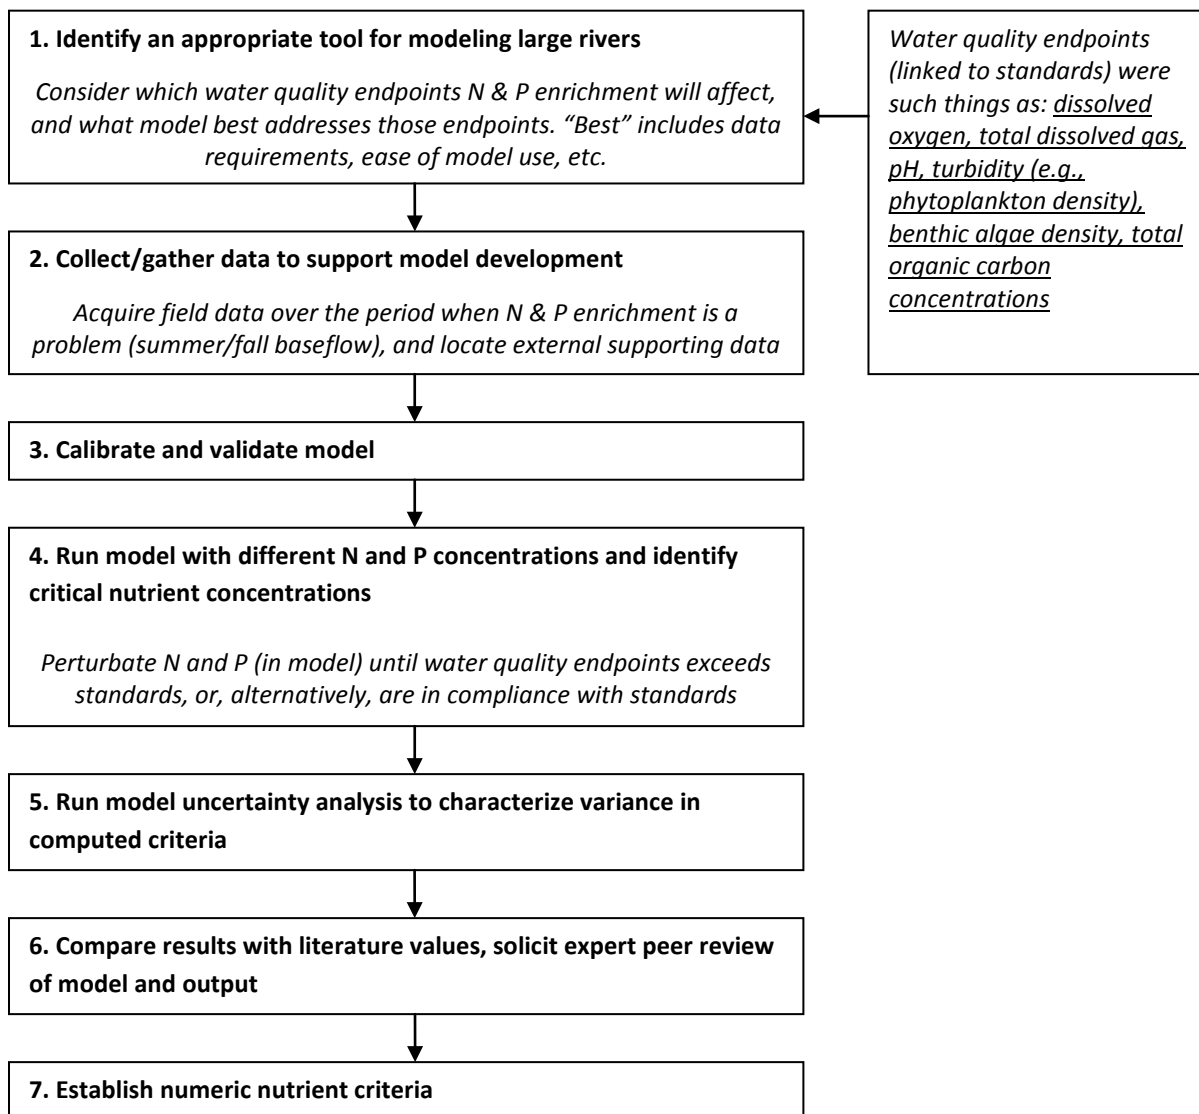 1. Identify an appropriate tool for modeling large rivers
Consider which water quality endpoints N & P enrichment will affect,
and what model best addresses those endpoints. “Best” includes data
requirements, ease of model use, etc.
Water quality endpoints
(linked to standards) were
such things as: dissolved
oxygen, total dissolved gas,
pH, turbidity (e.g.,
phytoplankton density),
benthic algae density, total
organic carbon
concentrations
2. Collect/gather data to support model development
Acquire field data over the period when N & P enrichment is a
problem (summer/fall baseflow), and locate external supporting data
3. Calibrate and validate model
4. Run model with different N and P concentrations and identify
critical nutrient concentrations
Perturbate N and P (in model) until water quality endpoints exceeds
standards, or, alternatively, are in compliance with standards
5. Run model uncertainty analysis to characterize variance in
computed criteria
6. Compare results with literature values, solicit expert peer review
of model and output
7. Establish numeric nutrient criteria